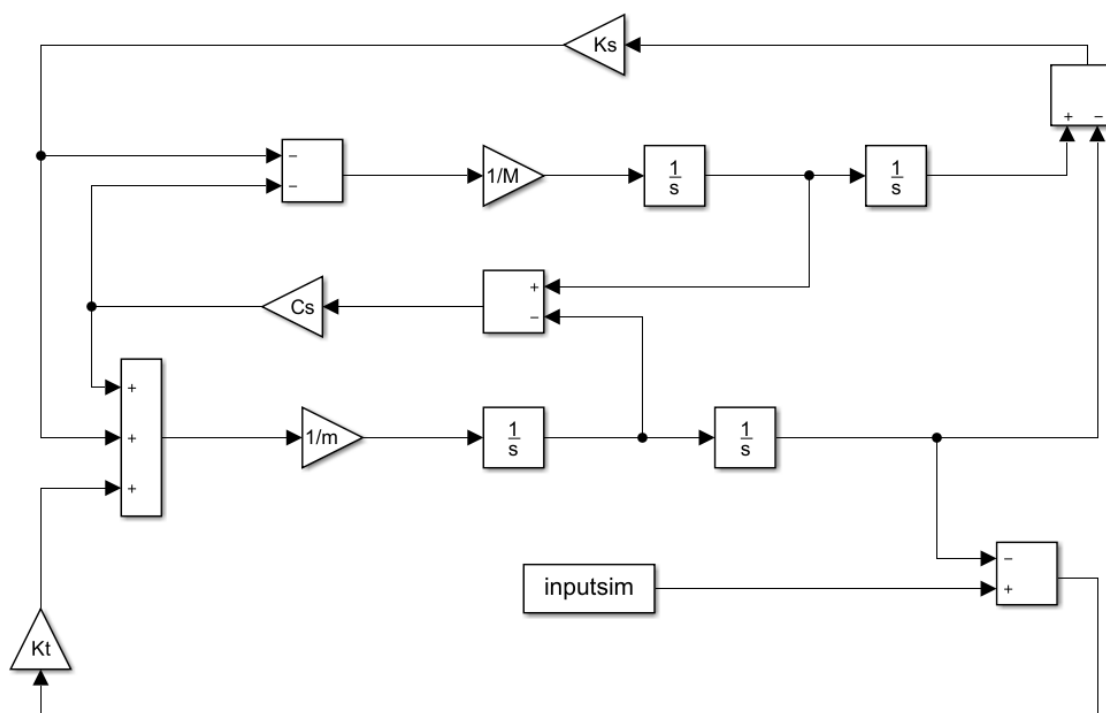 Ks
+ −
−
−
1/M
1
s
1
s
+
−
Cs
+
+
+
1/m
1
s
1
s
−
+
inputsim
Kt